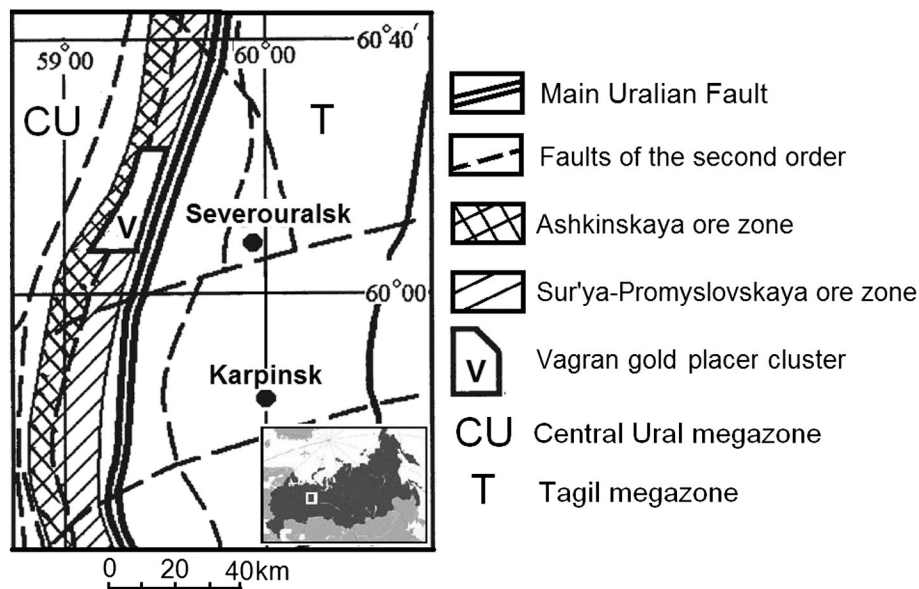 59°00
60°00
60°40′
CU
T
V
Severouralsk
60°00
Karpinsk
0 20 40km
Main Uralian Fault
Faults of the second order
Ashkinskaya ore zone
Sur'ya-Promyslovskaya ore zone
V Vagran gold placer cluster
CU Central Ural megazone
T Tagil megazone